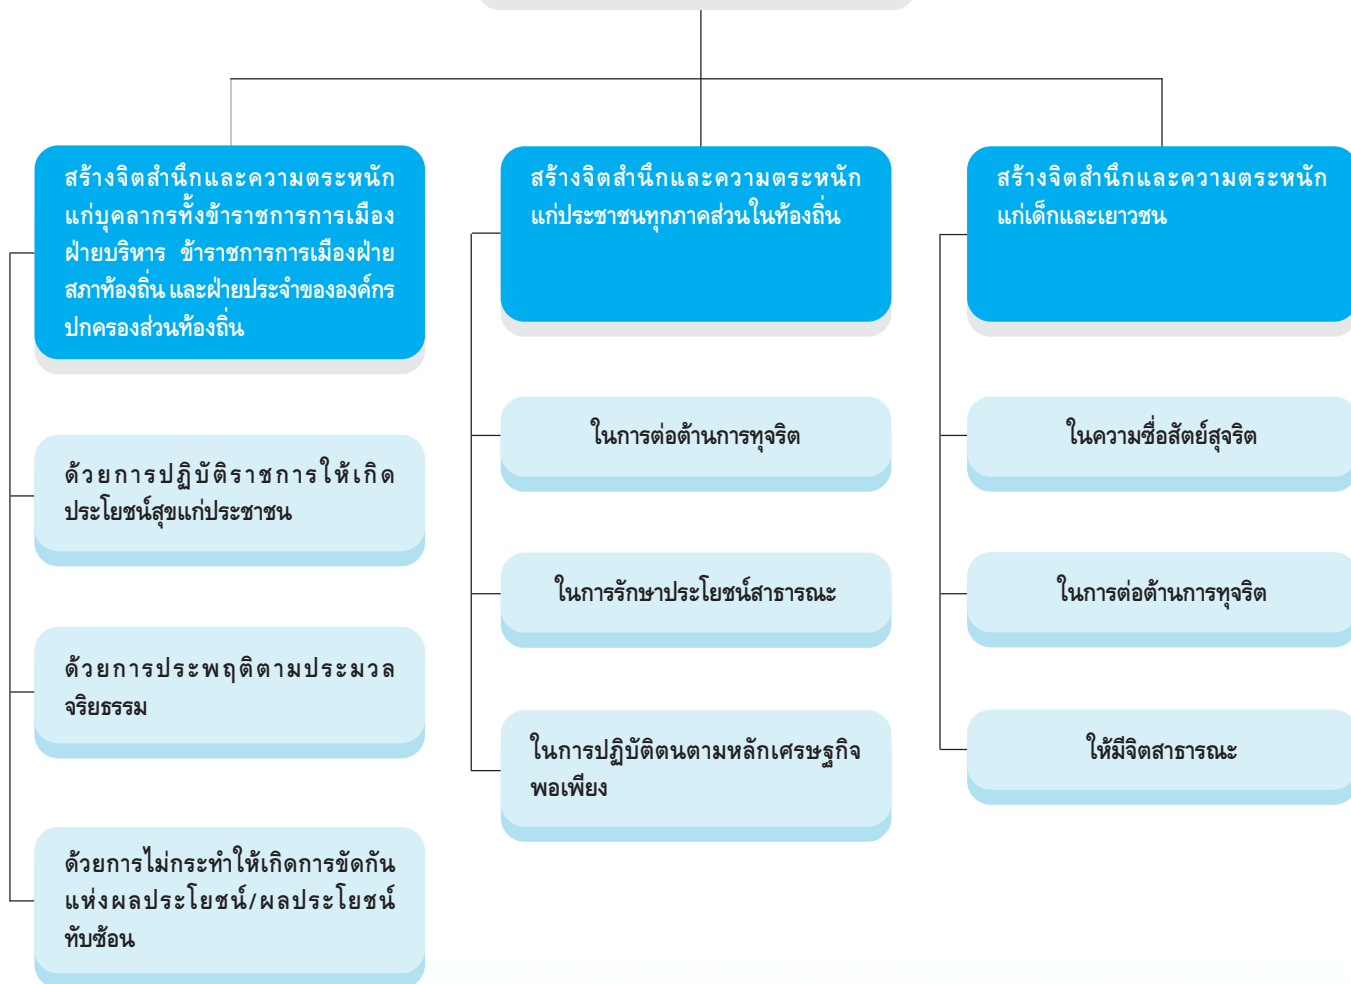 สร้างจิตสำนึกและความตระหนัก
แก่บุคลากรทั้งข้าราชการการเมือง
ฝ่ายบริหาร ข้าราชการการเมืองฝ่าย
สภาท้องถิ่น และฝ่ายประจำขององค์กร
ปกครองส่วนท้องถิ่น
ด้วยการปฏิบัติราชการให้เกิด
ประโยชน์สุขแก่ประชาชน
ด้วยการประพฤติตามประมวล
จริยธรรม
ด้วยการไม่กระทำให้เกิดการขัดกัน
แห่งผลประโยชน์/ผลประโยชน์
ทับซ้อน
สร้างจิตสำนึกและความตระหนัก
แก่ประชาชนทุกภาคส่วนในท้องถิ่น
ในการต่อต้านการทุจริต
ในการรักษาประโยชน์สาธารณะ
ในการปฏิบัติตนตามหลักเศรษฐกิจ
พอเพียง
สร้างจิตสำนึกและความตระหนัก
แก่เด็กและเยาวชน
ในความซื่อสัตย์สุจริต
ในการต่อต้านการทุจริต
ให้มีจิตสาธารณะ